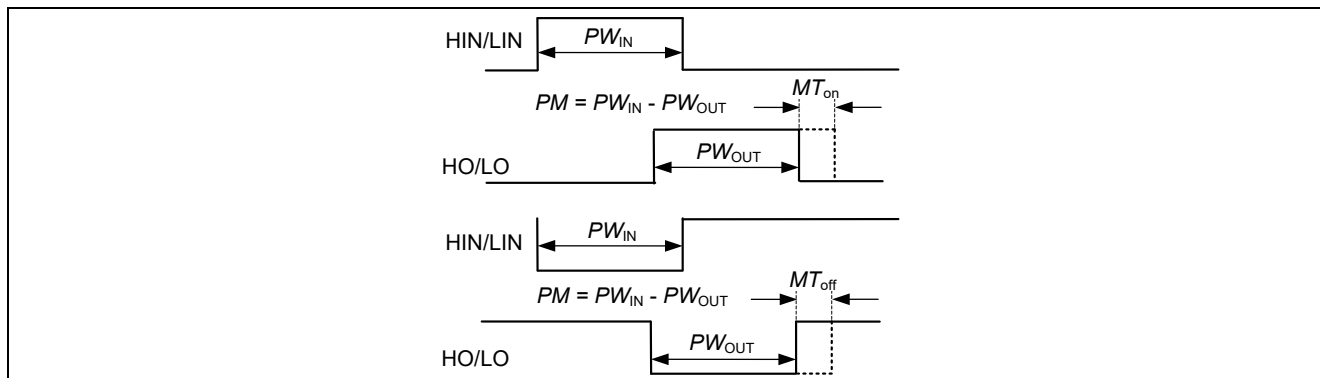 HIN/LIN
PW_IN
PM = PW_IN - PW_OUT
MT_on
HO/LO
PW_OUT
HIN/LIN
PW_IN
PM = PW_IN - PW_OUT
MT_off
HO/LO
PW_OUT